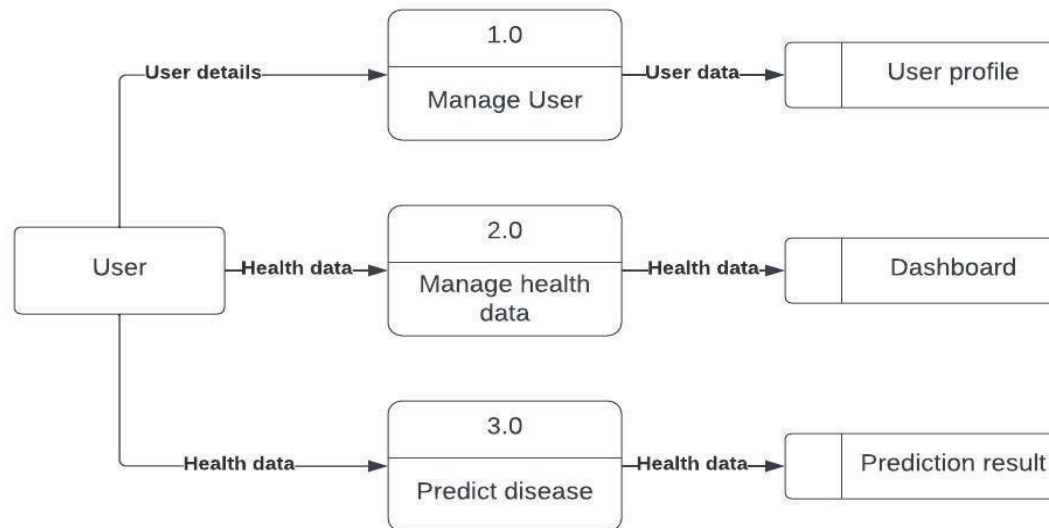 1.0
User details
Manage User
User data
User profile
User
Health data
2.0
Manage health
data
Health data
Dashboard
Health data
3.0
Predict disease
Health data
Prediction result